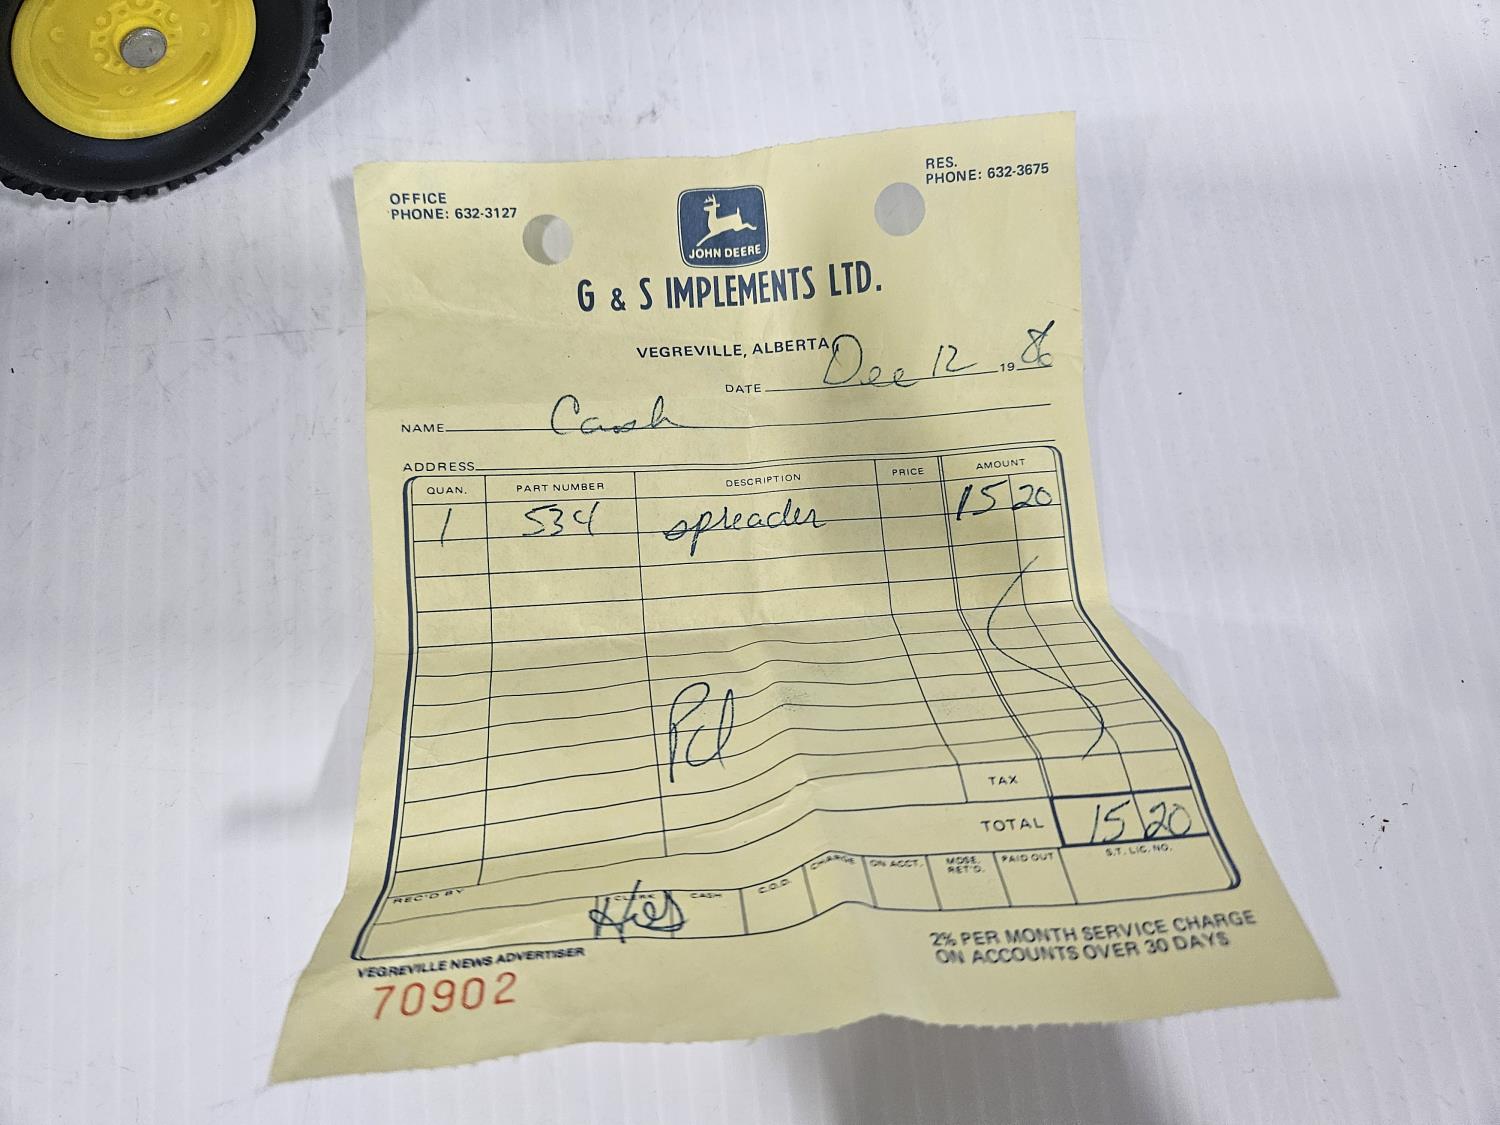 OFFICE
PHONE: 632-3127
RES.
PHONE: 632-3675
JOHN DEERE
G & S IMPLEMENTS LTD.
VEGREVILLE, ALBERTA,
DATE Dec 12 19 80
NAME Cash
ADDRESS
QUAN. PART NUMBER DESCRIPTION PRICE AMOUNT
1 534 spreader 15 20
Pd
TAX
TOTAL 15 20
REC'D BY CLERK CASH C.O.D. CHARGE ON ACCT. MDSE. RET'D. PAID OUT S.T. LIC. NO.
VEGREVILLE NEWS ADVERTISER
2% PER MONTH SERVICE CHARGE
ON ACCOUNTS OVER 30 DAYS
70902